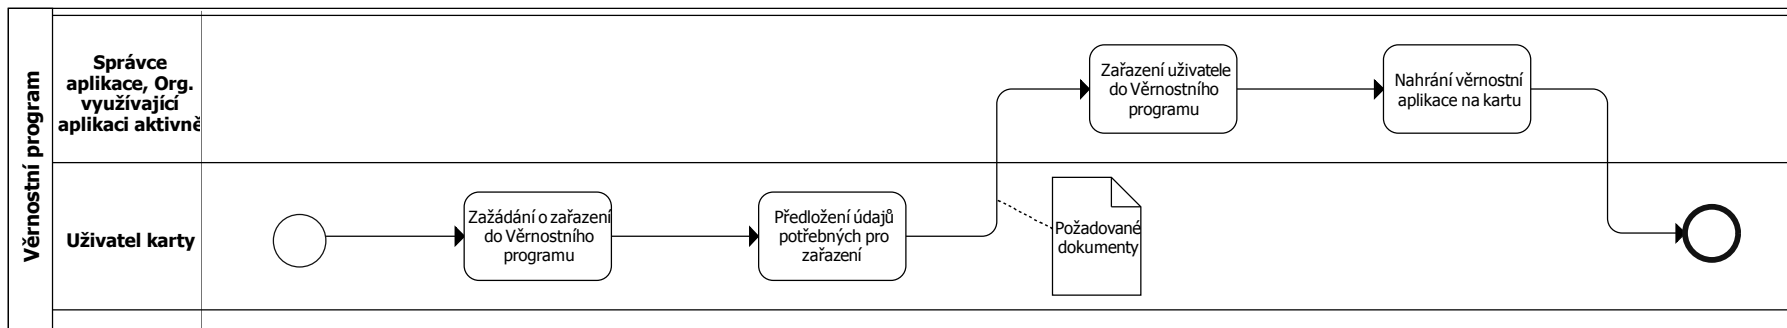 Věrnostní program
Správce
aplikace, Org.
využívající
aplikaci aktivně
Zařazení uživatele
do Věrnostního
programu
Nahrání věrnostní
aplikace na kartu
Uživatel karty
Zažádání o zařazení
do Věrnostního
programu
Předložení údajů
potřebných pro
zařazení
Požadované
dokumenty